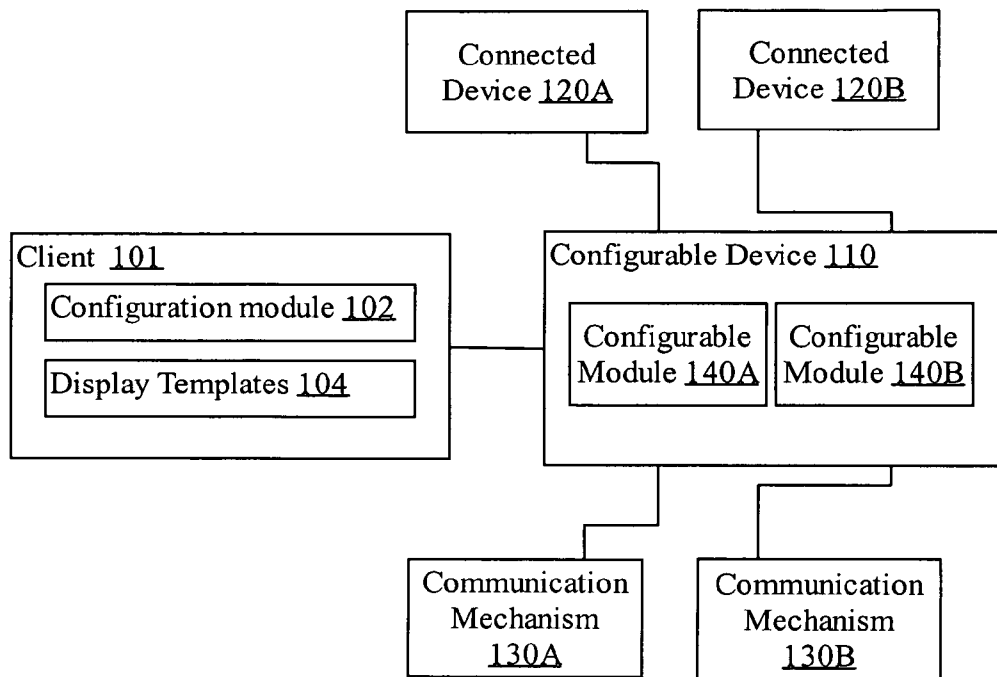 Connected
Device 120A
Connected
Device 120B
Client 101
Configuration module 102
Display Templates 104
Configurable Device 110
Configurable
Module 140A
Configurable
Module 140B
Communication
Mechanism
130A
Communication
Mechanism
130B